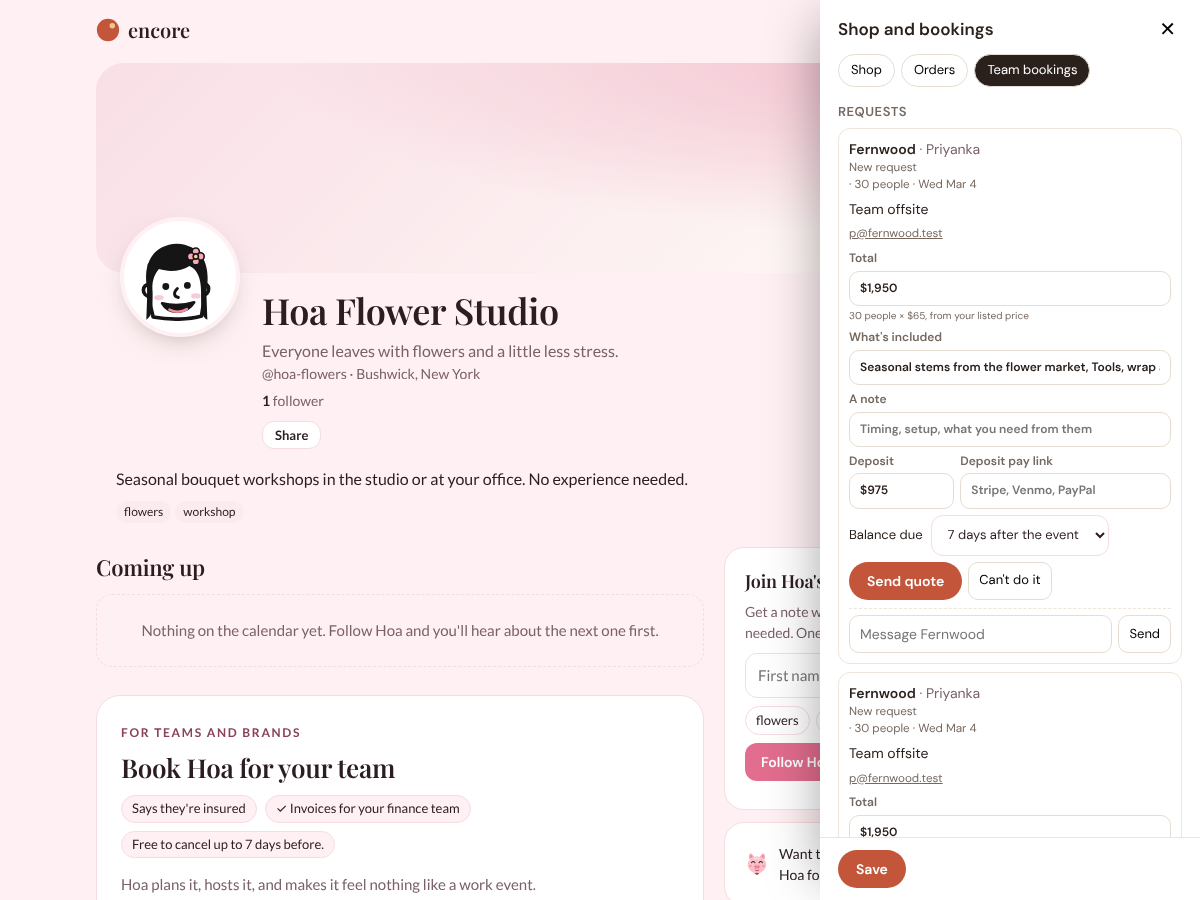 encore
Hoa Flower Studio
Everyone leaves with flowers and a little less stress.
@hoa-flowers · Bushwick, New York
1 follower
Share
Seasonal bouquet workshops in the studio or at your office. No experience needed.
flowers
workshop
Coming up
Nothing on the calendar yet. Follow Hoa and you'll hear about the next one first.
FOR TEAMS AND BRANDS
Book Hoa for your team
Says they're insured
✓ Invoices for your finance team
Free to cancel up to 7 days before.
Hoa plans it, hosts it, and makes it feel nothing like a work event.
Join Hoa's
Get a note w
needed. One
First nam
flowers
Follow Ho
Want t
Hoa fo
Shop and bookings
✕
Shop
Orders
Team bookings
REQUESTS
Fernwood · Priyanka
New request
· 30 people · Wed Mar 4
Team offsite
p@fernwood.test
Total
$1,950
30 people × $65, from your listed price
What's included
Seasonal stems from the flower market, Tools, wrap
A note
Timing, setup, what you need from them
Deposit
Deposit pay link
$975
Stripe, Venmo, PayPal
Balance due
7 days after the event
Send quote
Can't do it
Message Fernwood
Send
Fernwood · Priyanka
New request
· 30 people · Wed Mar 4
Team offsite
p@fernwood.test
Total
$1,950
Save